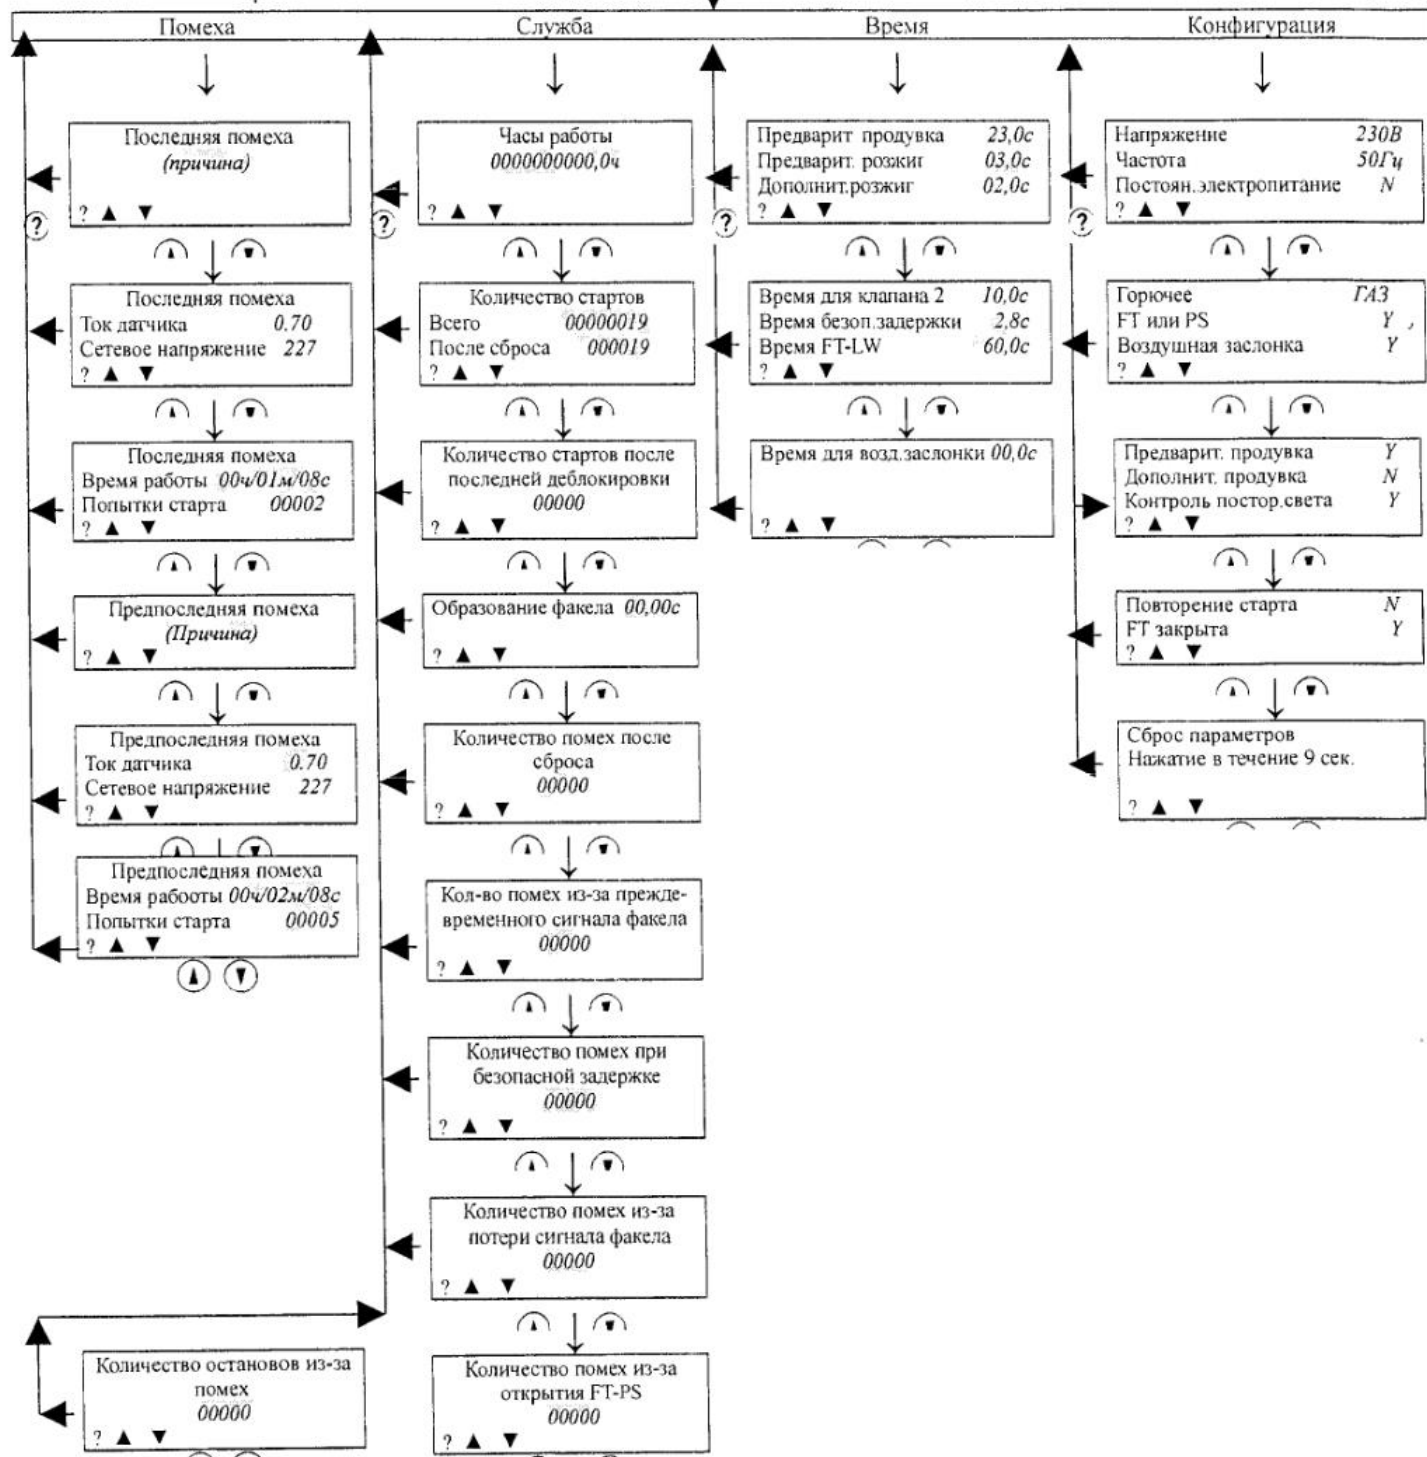 Помеха
Служба
Время
Конфигурация
Последняя помеха
(причина)
? ▲ ▼
?
Последняя помеха
Ток датчика 0.70
Сетевое напряжение 227
? ▲ ▼
Последняя помеха
Время работы 00ч/01м/08с
Попытки старта 00002
? ▲ ▼
Предпоследняя помеха
(Причина)
? ▲ ▼
Предпоследняя помеха
Ток датчика 0.70
Сетевое напряжение 227
? ▲ ▼
Предпоследняя помеха
Время рабооты 00ч/02м/08с
Попытки старта 00005
? ▲ ▼
Количество остановов из-за
помех
00000
? ▲ ▼
Часы работы
0000000000,0ч
? ▲ ▼
?
Количество стартов
Всего 00000019
После сброса 000019
? ▲ ▼
Количество стартов после
последней деблокировки
00000
? ▲ ▼
Образование факела 00,00с
? ▲ ▼
Количество помех после
сброса
00000
? ▲ ▼
Кол-во помех из-за прежде-
временного сигнала факела
00000
? ▲ ▼
Количество помех при
безопасной задержке
00000
? ▲ ▼
Количество помех из-за
потери сигнала факела
00000
? ▲ ▼
Количество помех из-за
открытия FT-PS
00000
? ▲ ▼
Предварит продувка 23,0с
Предварит. розжиг 03,0с
Дополнит.розжиг 02,0с
? ▲ ▼
?
Время для клапана 2 10,0с
Время безоп.задержки 2,8с
Время FT-LW 60,0с
? ▲ ▼
Время для возд.заслонки 00,0с
? ▲ ▼
Напряжение 230В
Частота 50Гц
Постоян.электропитание N
? ▲ ▼
?
Горючее ГАЗ
FT или PS Y
Воздушная заслонка Y
? ▲ ▼
Предварит. продувка Y
Дополнит. продувка N
Контроль постор.света Y
? ▲ ▼
Повторение старта N
FT закрыта Y
? ▲ ▼
Сброс параметров
Нажатие в течение 9 сек.
? ▲ ▼